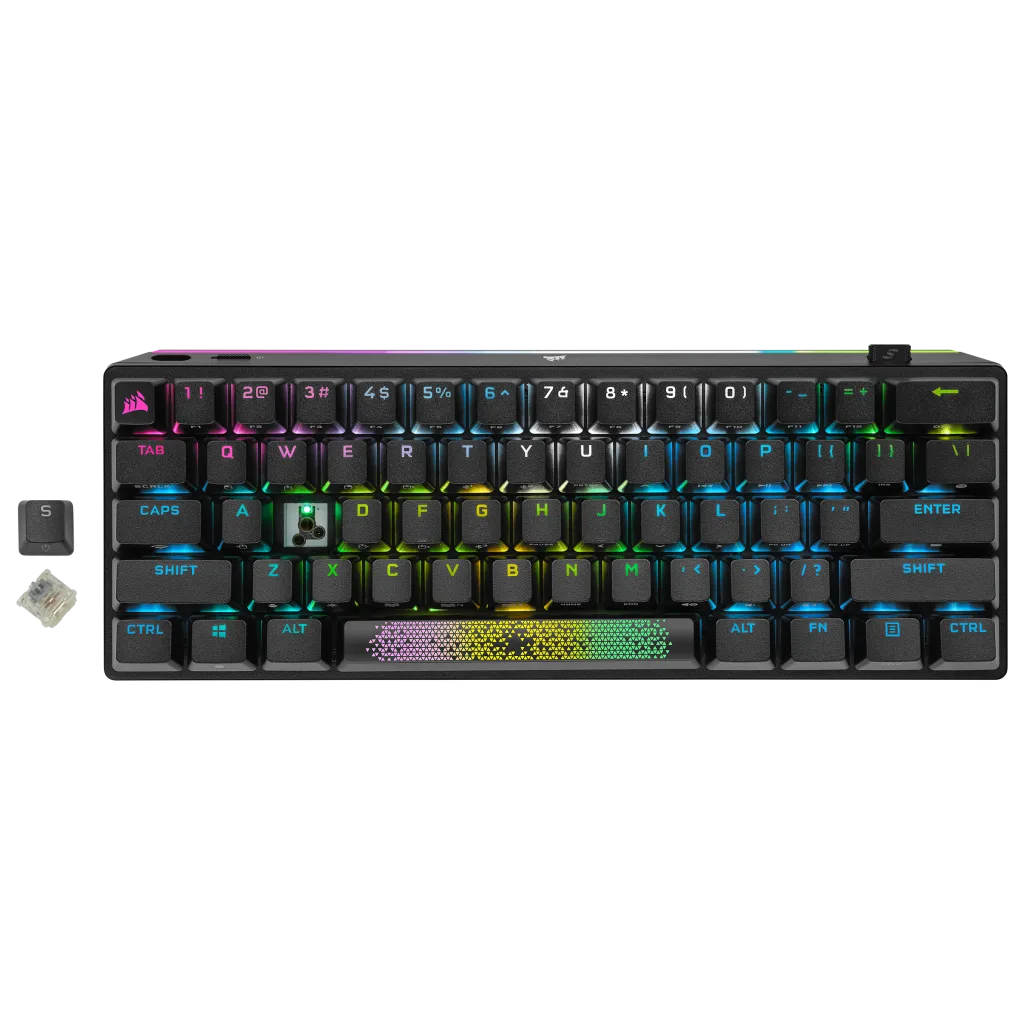 1! 2@ 3# 4$ 5% 6^ 7& 8* 9( 0) -_ =+ ←
TAB Q W E R T Y U I O P [{ ]} \|
CAPS A D F G H J K L ;: '" ENTER
S
SHIFT Z X C V B N M ,< .> /? SHIFT
CTRL ALT ALT FN CTRL